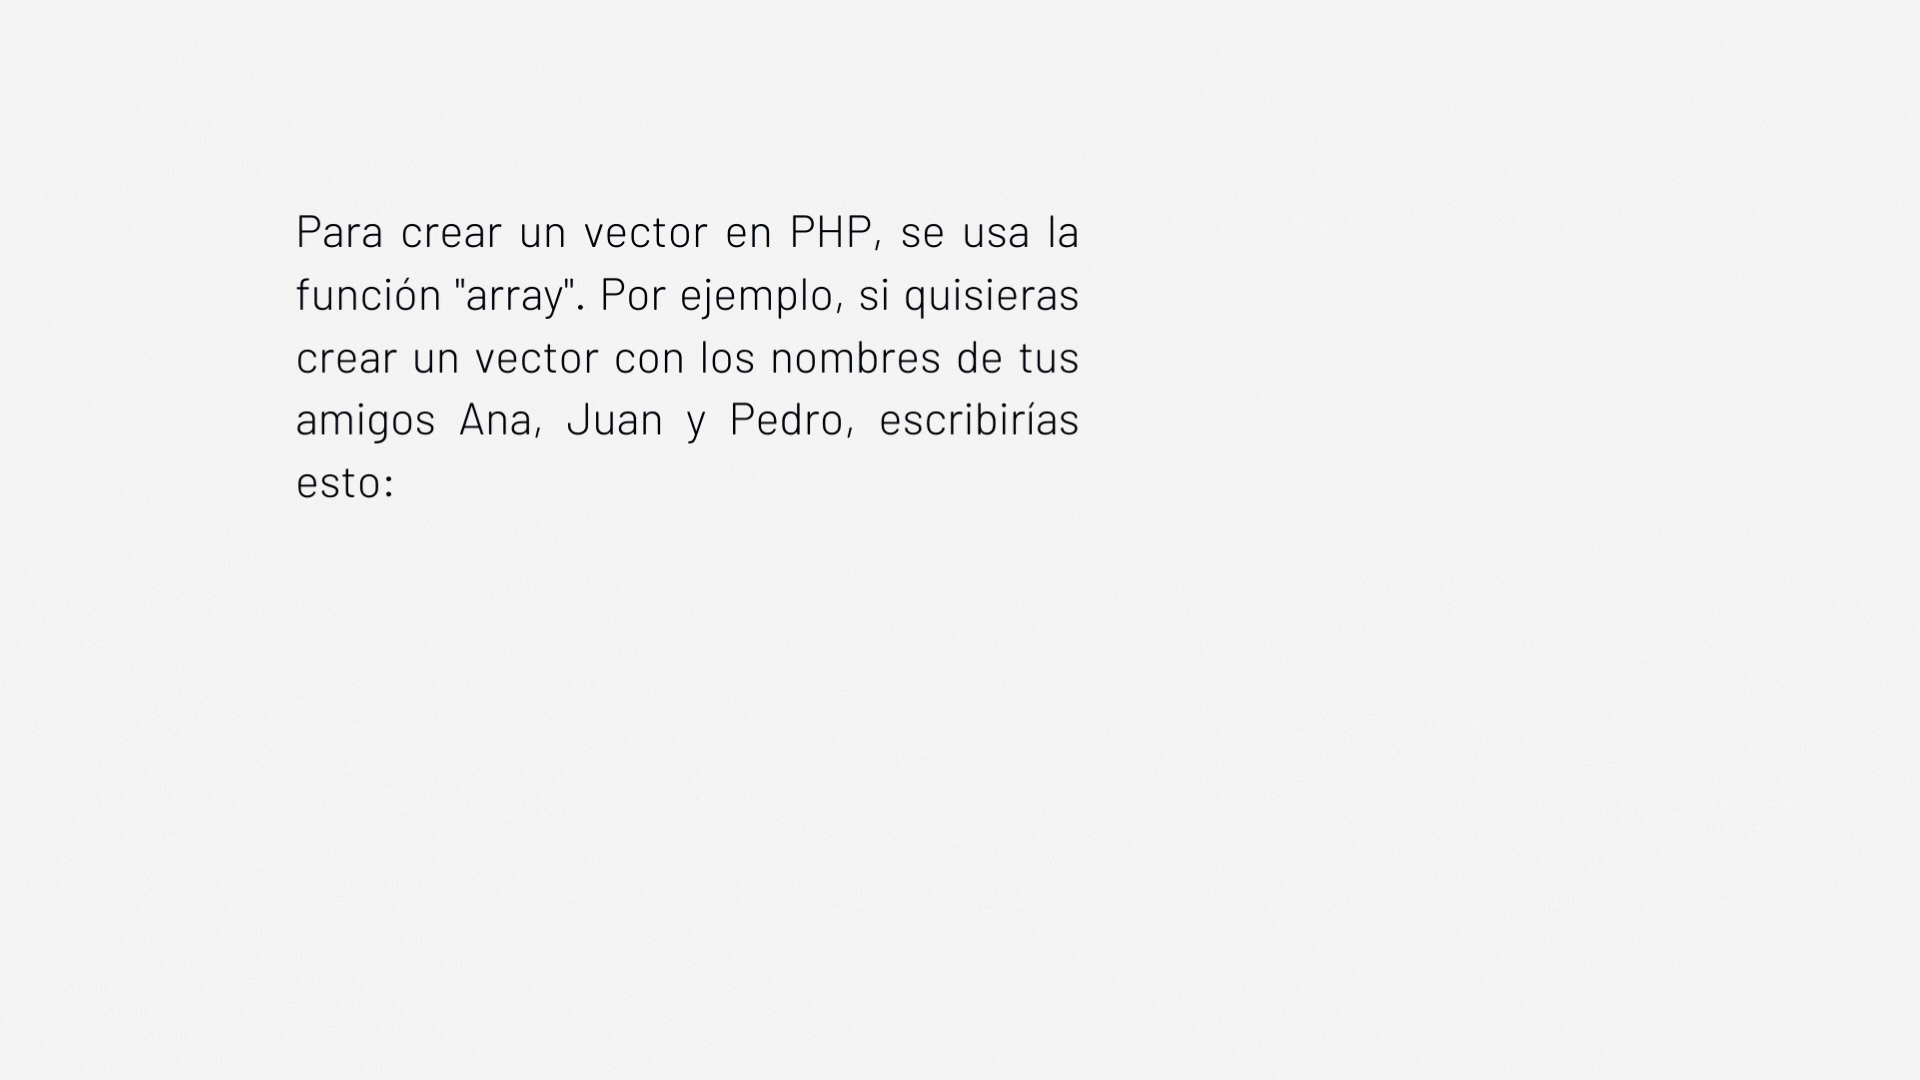 Para crear un vector en PHP, se usa la
función "array". Por ejemplo, si quisieras
crear un vector con los nombres de tus
amigos Ana, Juan y Pedro, escribirías
esto: